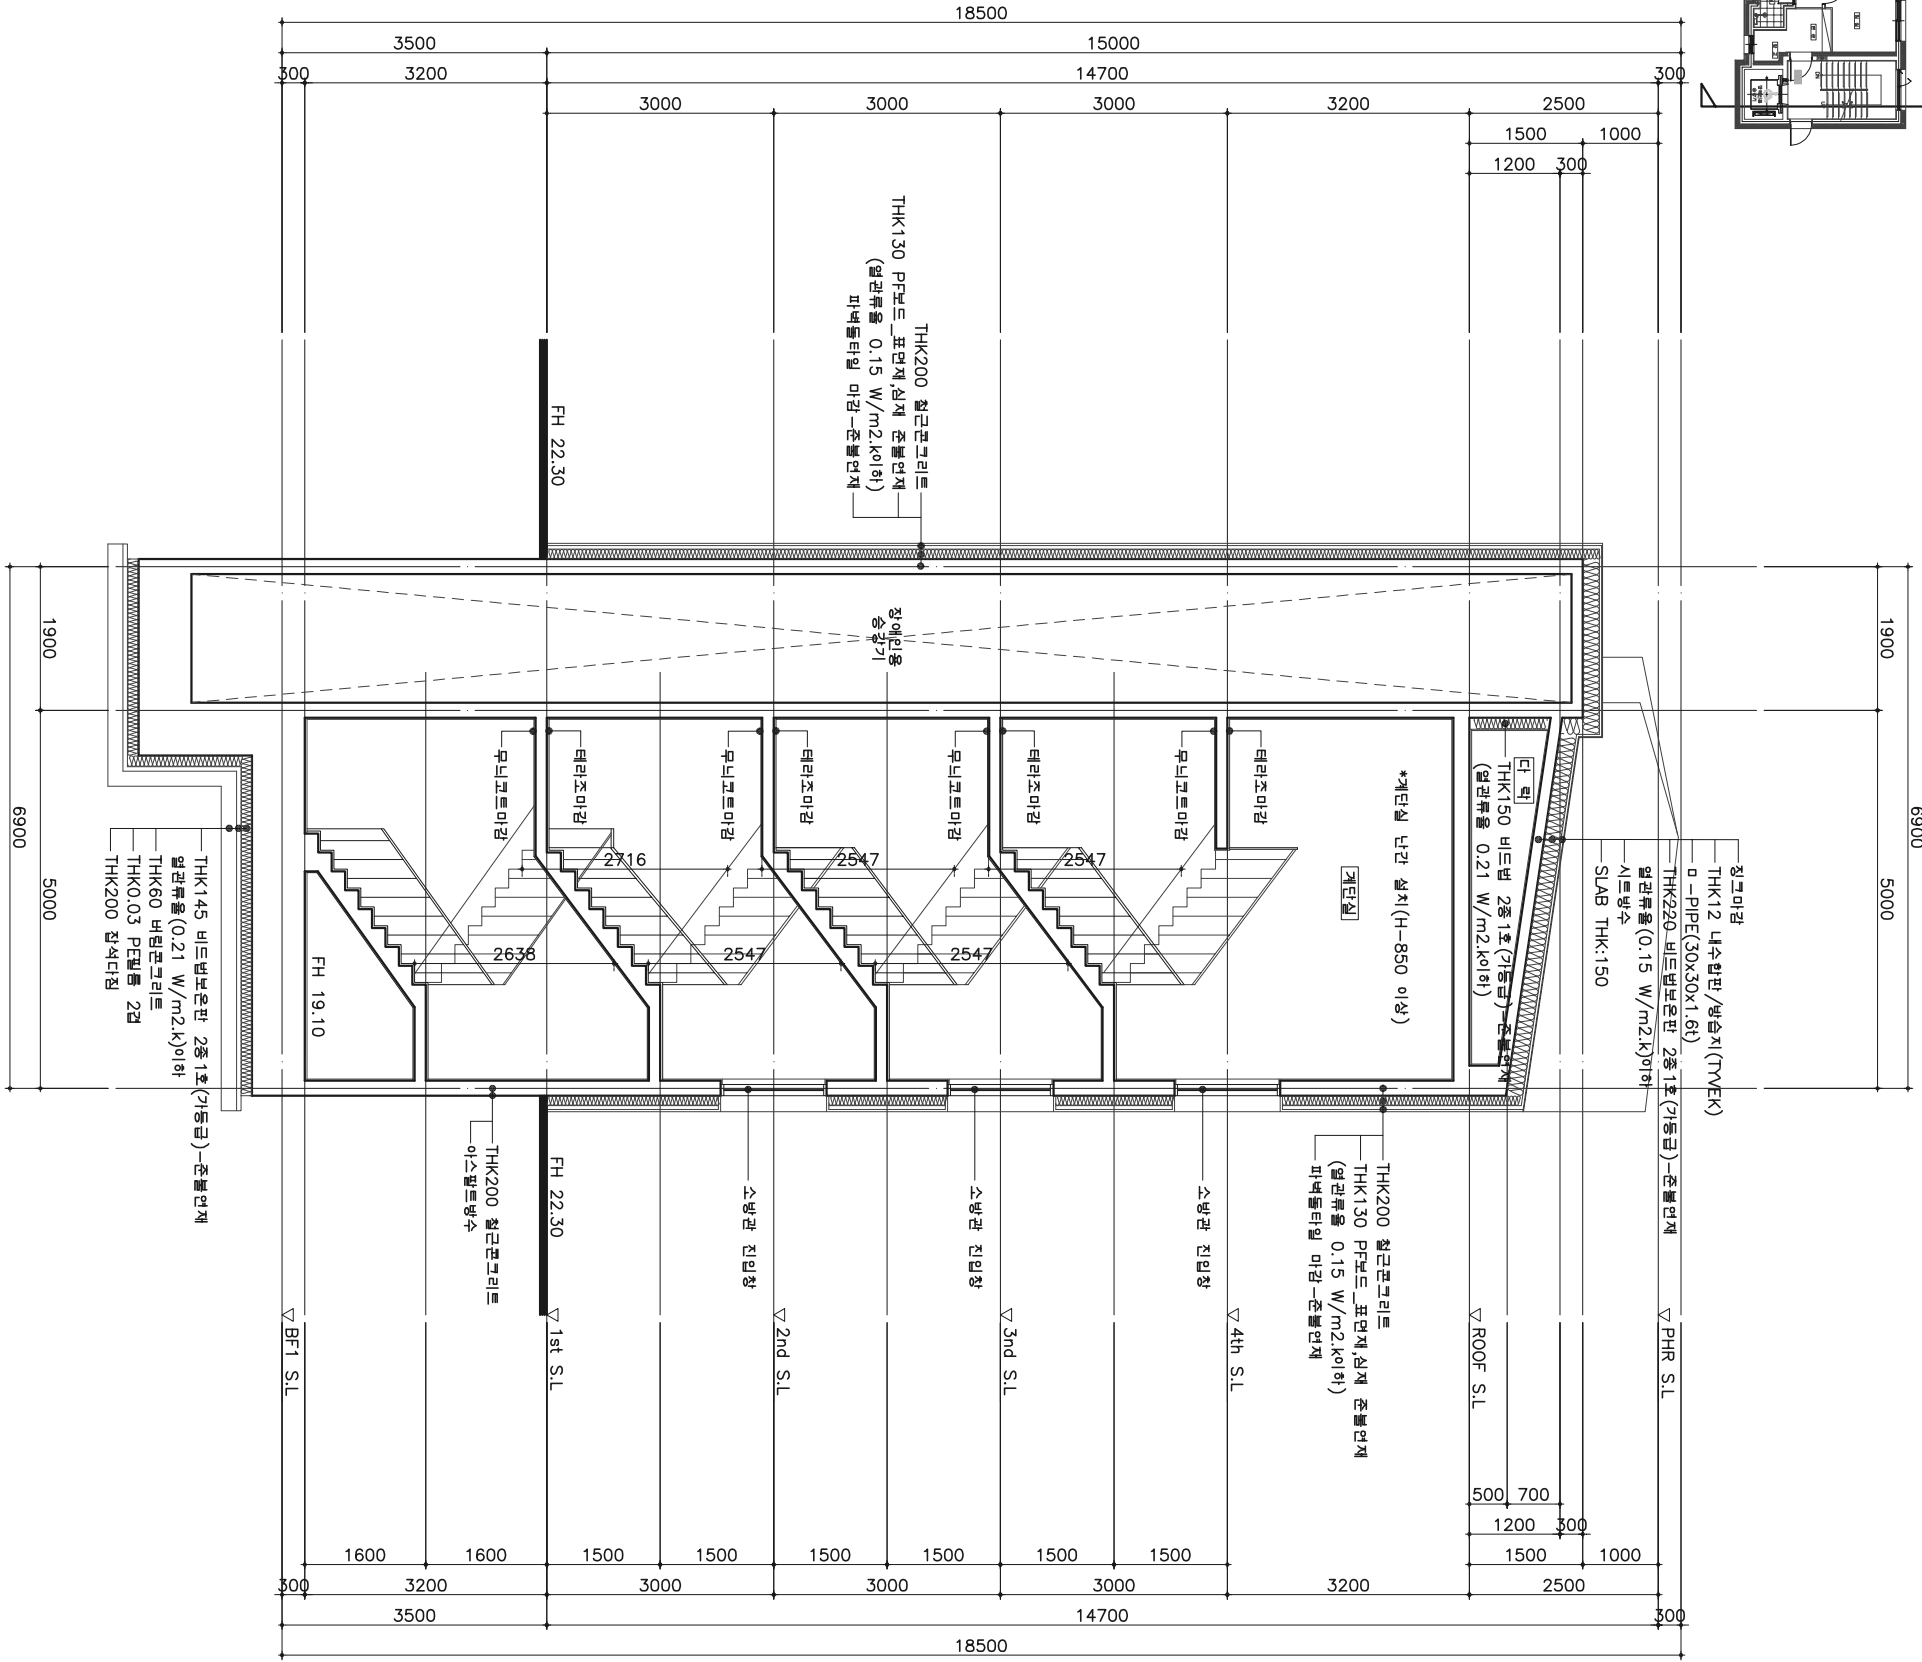 18500
3500
15000
300
3200
14700
300
3000
3000
3000
3200
2500
1500
1000
1200
300
THK200 철근콘크리트
THK130 PF보드_표면재,심재 준불연재
(열관류율 0.15 W/m2.k이하)
파벽돌타일 마감-준불연재
FH 22.30
1900
5000
6900
1900
5000
6900
장애인용
승강기
무늬코트마감
테라조마감
무늬코트마감
테라조마감
무늬코트마감
테라조마감
무늬코트마감
테라조마감
2716
2547
2547
2638
2547
2547
*계단실 난간 설치(H-850 이상)
계단실
다 락
THK150 비드법 2종1호(가등급)-준불연재
(열관류율 0.21 W/m2.k이하)
징크마감
THK12 내수합판/방습지(TYVEK)
ㅁ-PIPE(30x30x1.6t)
THK220 비드법보온판 2종1호(가등급)-준불연재
열관류율(0.15 W/m2.k)이하
시트방수
SLAB THK:150
FH 19.10
THK145 비드법보온판 2종1호(가등급)-준불연재
열관류율(0.21 W/m2.k)이하
THK60 버림콘크리트
THK0.03 PE필름 2겹
THK200 잡석다짐
THK200 철근콘크리트
아스팔트방수
FH 22.30
소방관 진입창
소방관 진입창
소방관 진입창
THK200 철근콘크리트
THK130 PF보드_표면재,심재 준불연재
(열관류율 0.15 W/m2.k이하)
파벽돌타일 마감-준불연재
BF1 S.L
1st S.L
2nd S.L
3nd S.L
4th S.L
ROOF S.L
PHR S.L
500
700
1200
300
1600
1600
1500
1500
1500
1500
1500
1500
1500
1000
300
3200
3000
3000
3000
3200
2500
3500
14700
300
18500